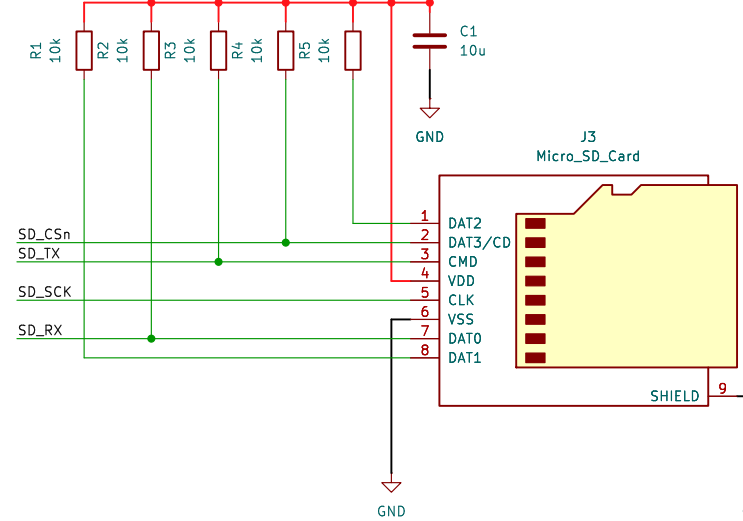 R1 10k R2 10k R3 10k R4 10k R5 10k
C1
10u
GND
J3
Micro_SD_Card
1 DAT2
SD_CSn 2 DAT3/CD
SD_TX 3 CMD
4 VDD
SD_SCK 5 CLK
6 VSS
SD_RX 7 DAT0
8 DAT1
SHIELD 9
GND